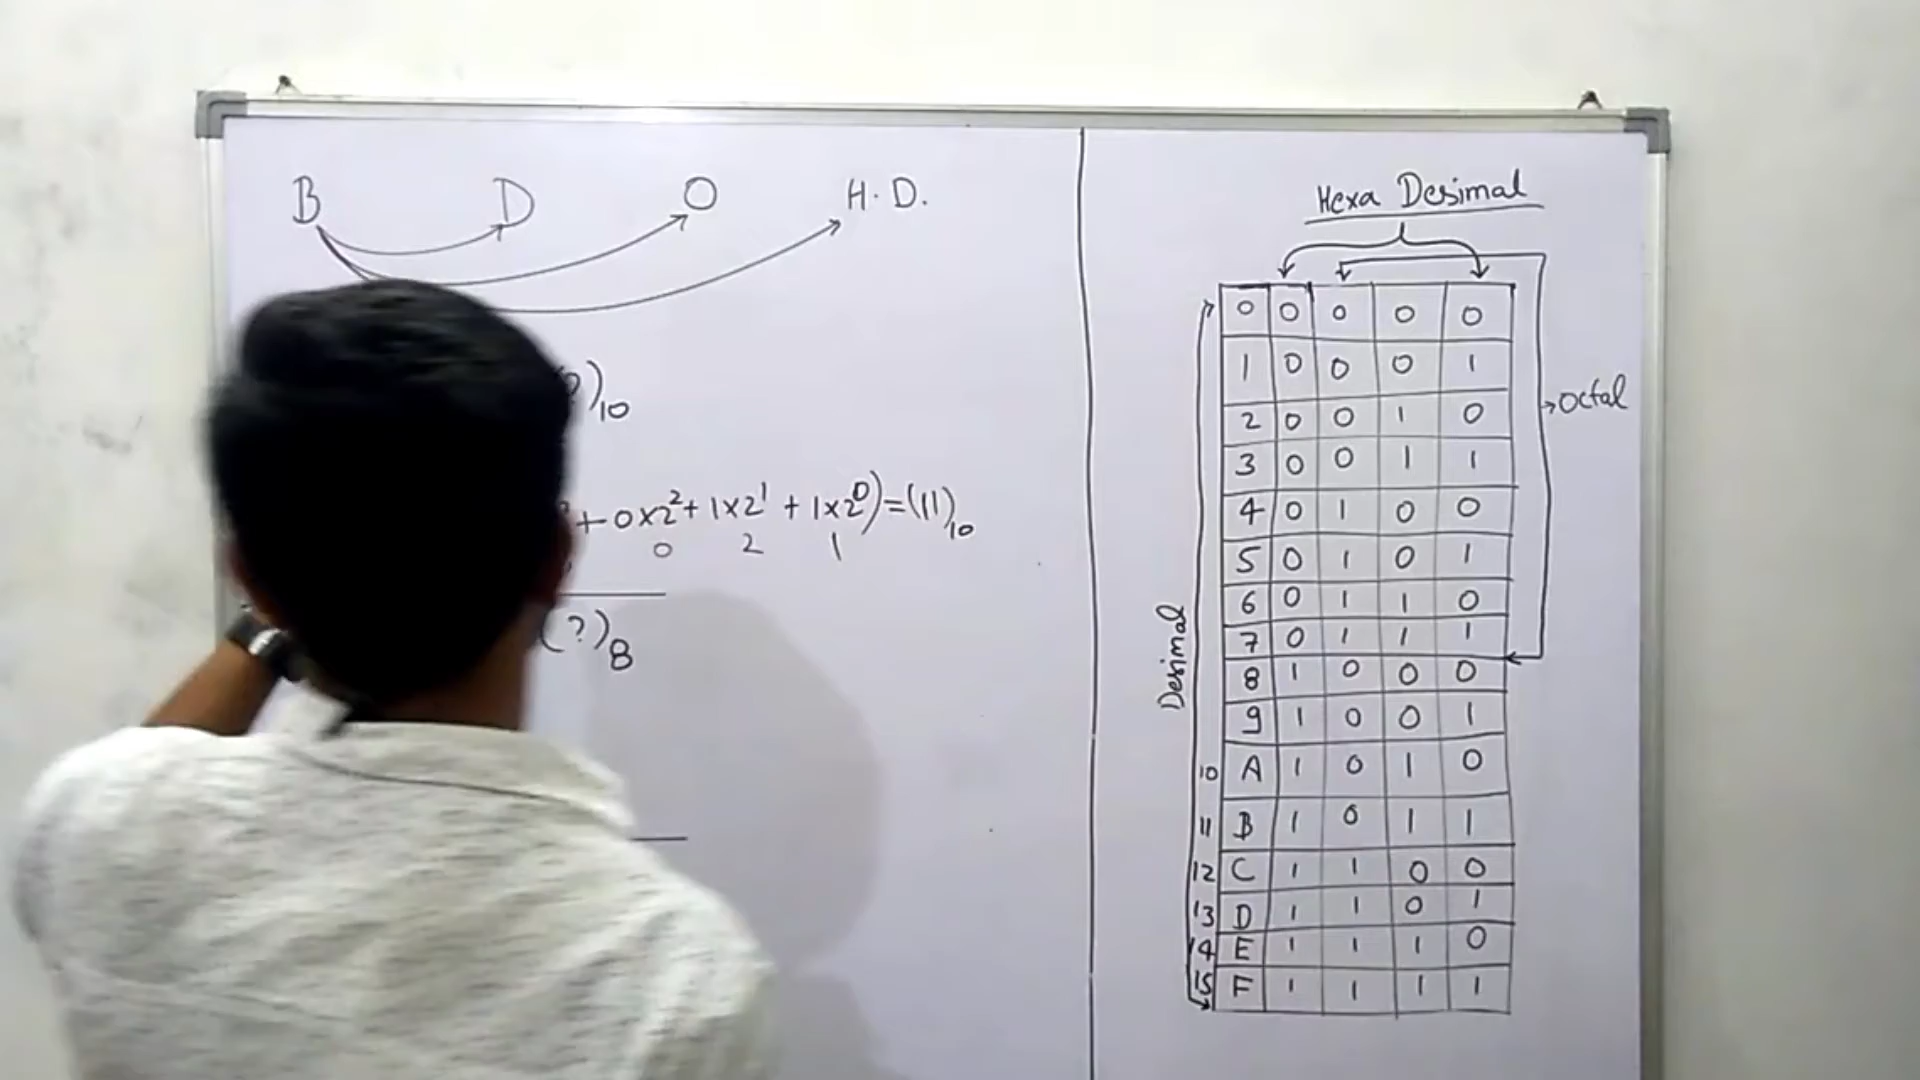 B D O H.D.
?)10
+ 0x2² + 1x2¹ + 1x2⁰) = (11)10
0 2 1
(?)8
Hexa Desimal
Octal
Desimal
0 0 0 0 0
1 0 0 0 1
2 0 0 1 0
3 0 0 1 1
4 0 1 0 0
5 0 1 0 1
6 0 1 1 0
7 0 1 1 1
8 1 0 0 0
9 1 0 0 1
10 A 1 0 1 0
11 B 1 0 1 1
12 C 1 1 0 0
13 D 1 1 0 1
14 E 1 1 1 0
15 F 1 1 1 1